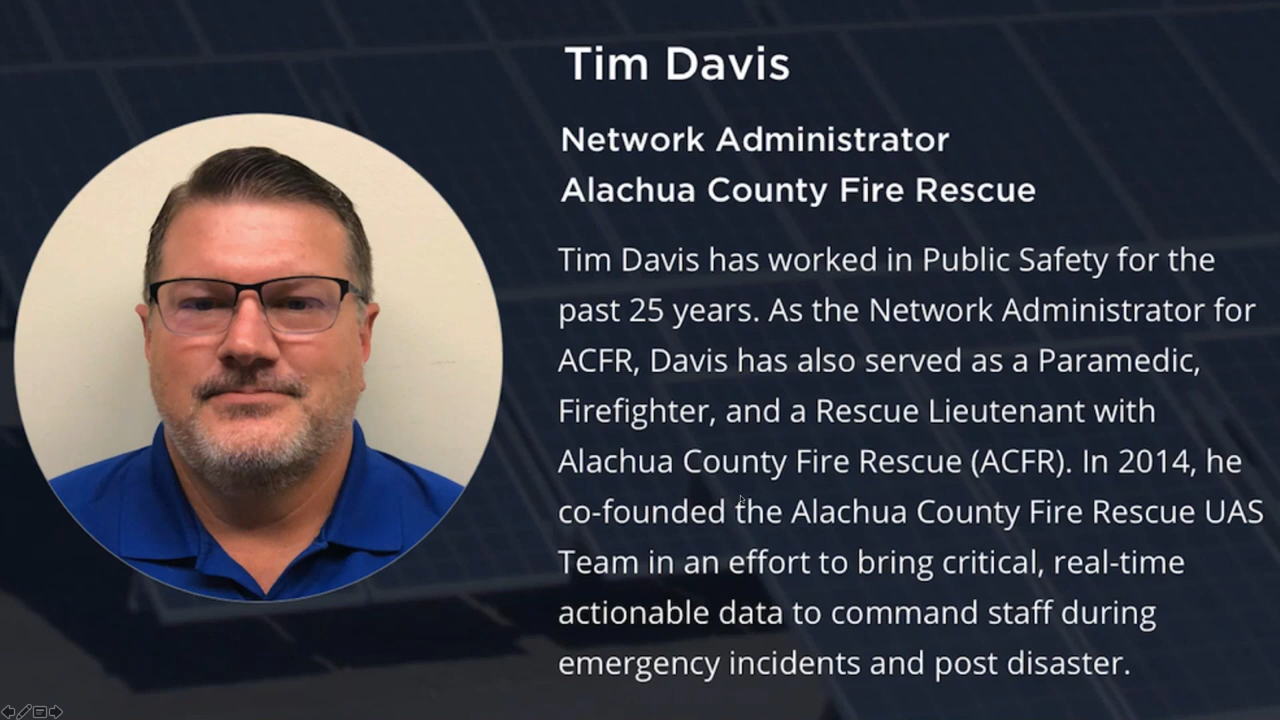 Tim Davis
Network Administrator
Alachua County Fire Rescue
Tim Davis has worked in Public Safety for the
past 25 years. As the Network Administrator for
ACFR, Davis has also served as a Paramedic,
Firefighter, and a Rescue Lieutenant with
Alachua County Fire Rescue (ACFR). In 2014, he
co-founded the Alachua County Fire Rescue UAS
Team in an effort to bring critical, real-time
actionable data to command staff during
emergency incidents and post disaster.